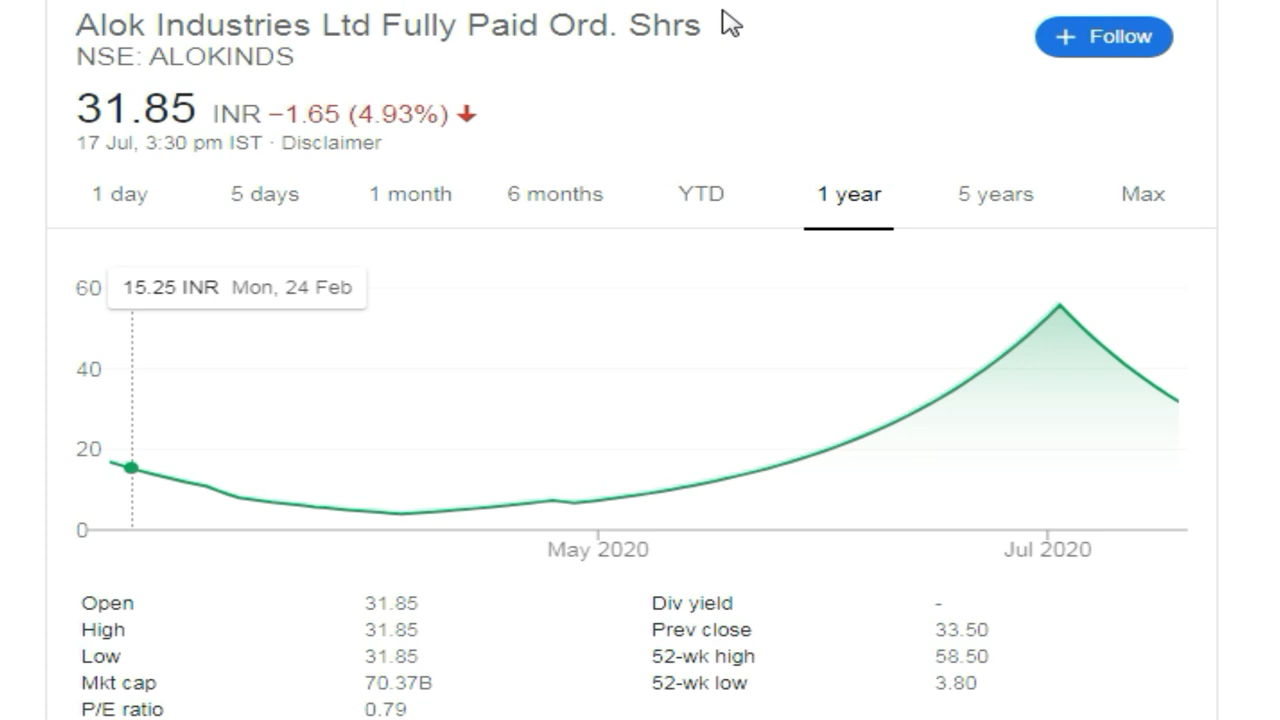 Alok Industries Ltd Fully Paid Ord. Shrs
NSE: ALOKINDS
+ Follow
31.85 INR −1.65 (4.93%)
17 Jul, 3:30 pm IST · Disclaimer
1 day 5 days 1 month 6 months YTD 1 year 5 years Max
60
15.25 INR Mon, 24 Feb
40
20
0
May 2020 Jul 2020
Open 31.85 Div yield -
High 31.85 Prev close 33.50
Low 31.85 52-wk high 58.50
Mkt cap 70.37B 52-wk low 3.80
P/E ratio 0.79